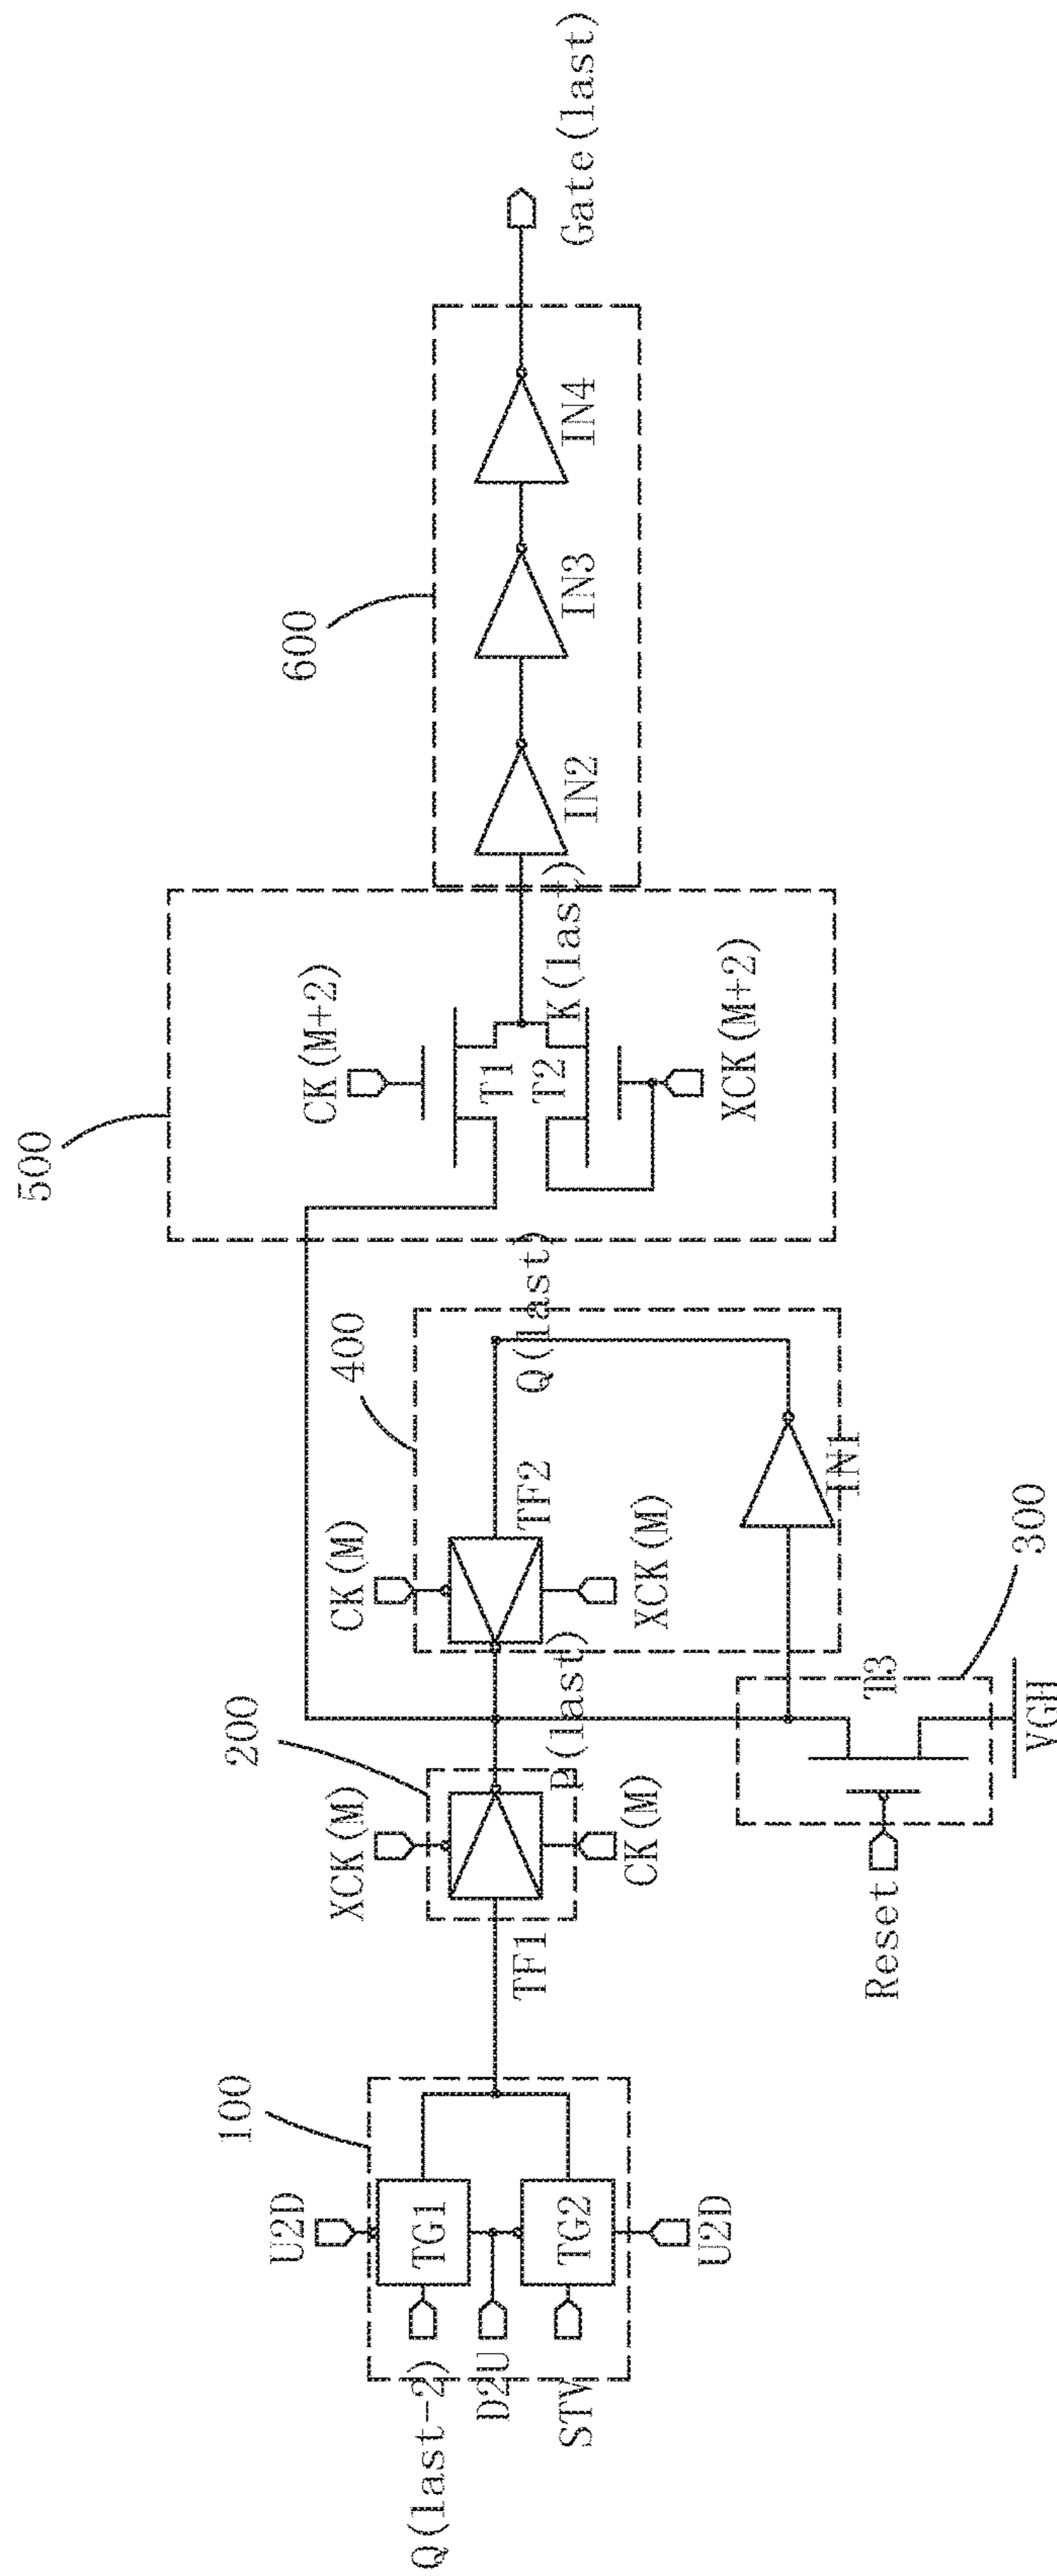 100
U2D
Q(last-2)
TG1
D2U
STV
TG2
U2D
TF1
200
XCK(M)
CK(M)
P(last)
Reset
300
T3
VGH
400
CK(M)
TF2
XCK(M)
Q(last)
IN1
500
CK(M+2)
T1
T2
K(last)
XCK(M+2)
600
IN2
IN3
IN4
Gate(last)